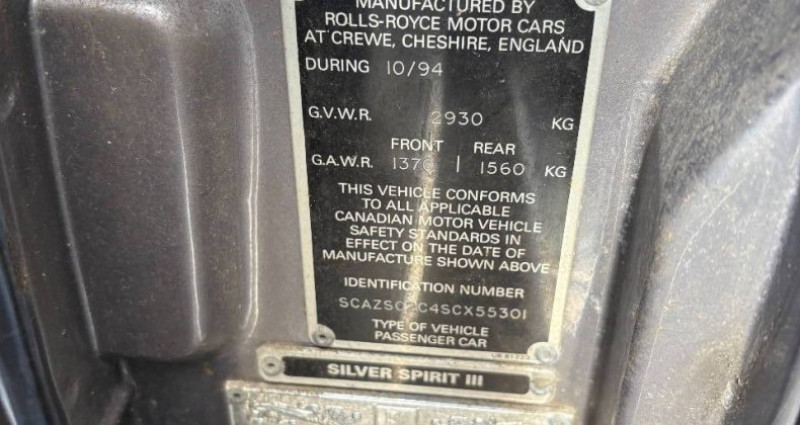 MANUFACTURED BY
ROLLS-ROYCE MOTOR CARS
AT CREWE, CHESHIRE, ENGLAND
DURING 10/94
G.V.W.R. 2930 KG
FRONT REAR
G.A.W.R. 1370 1560 KG
THIS VEHICLE CONFORMS
TO ALL APPLICABLE
CANADIAN MOTOR VEHICLE
SAFETY STANDARDS IN
EFFECT ON THE DATE OF
MANUFACTURE SHOWN ABOVE
IDENTIFICATION NUMBER
TYPE OF VEHICLE
PASSENGER CAR
SILVER SPIRIT III